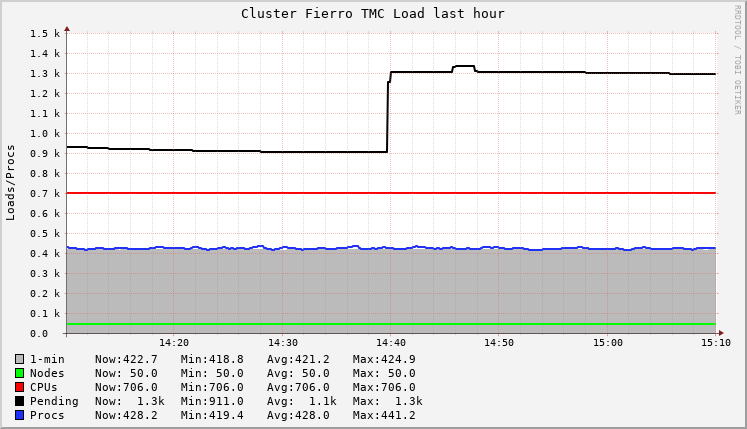 Cluster Fierro TMC Load last hour
RRDTOOL / TOBI OETIKER
Loads/Procs
1.5 k
1.4 k
1.3 k
1.2 k
1.1 k
1.0 k
0.9 k
0.8 k
0.7 k
0.6 k
0.5 k
0.4 k
0.3 k
0.2 k
0.1 k
0.0
14:20 14:30 14:40 14:50 15:00 15:10
1-min Now:422.7 Min:418.8 Avg:421.2 Max:424.9
Nodes Now: 50.0 Min: 50.0 Avg: 50.0 Max: 50.0
CPUs Now:706.0 Min:706.0 Avg:706.0 Max:706.0
Pending Now: 1.3k Min:911.0 Avg: 1.1k Max: 1.3k
Procs Now:428.2 Min:419.4 Avg:428.0 Max:441.2